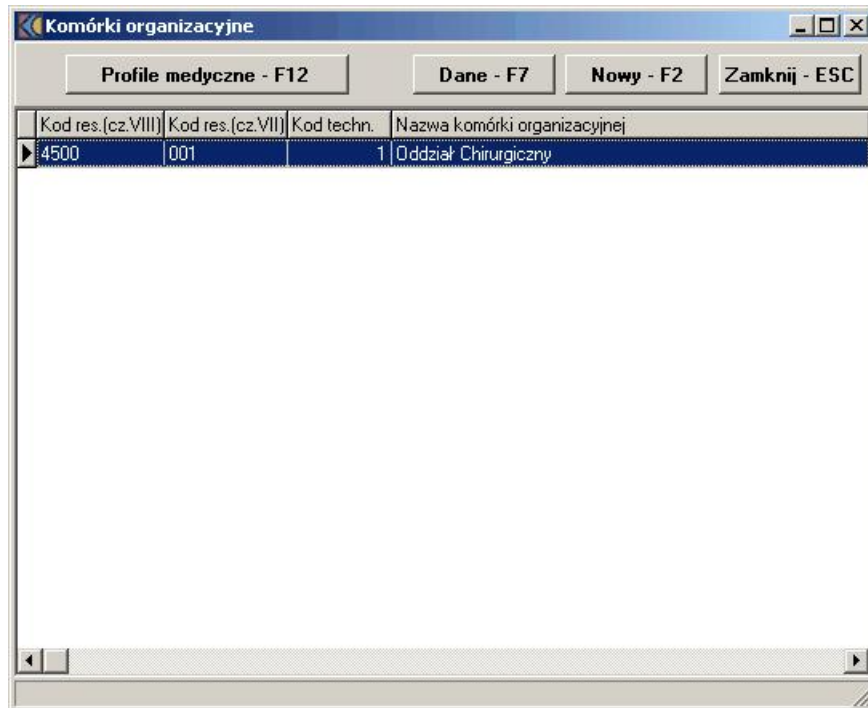 Komórki organizacyjne
Profile medyczne - F12 Dane - F7 Nowy - F2 Zamknij - ESC
Kod res.(cz.VIII) Kod res.(cz.VII) Kod techn. Nazwa komórki organizacyjnej
4500 001 1 Oddział Chirurgiczny